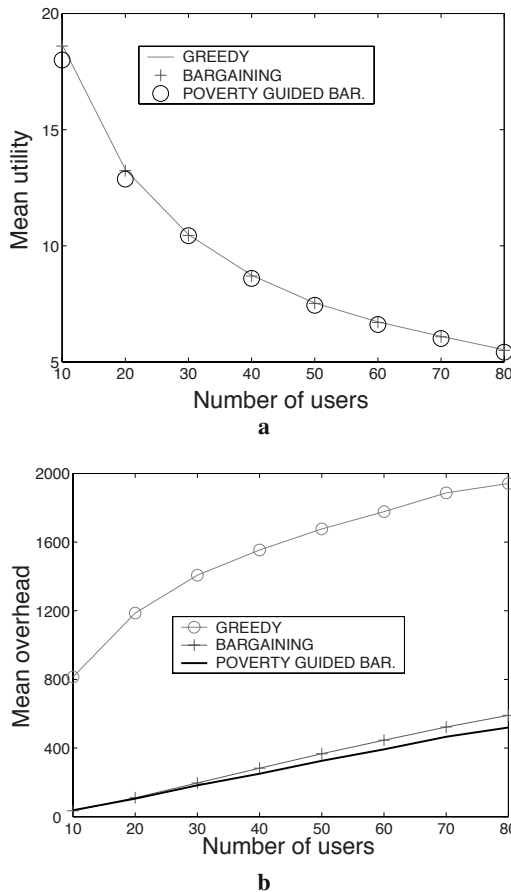 20
15
10
5
Mean utility
GREEDY
BARGAINING
POVERTY GUIDED BAR.
10 20 30 40 50 60 70 80
Number of users
a
2000
1600
1200
800
400
0
Mean overhead
GREEDY
BARGAINING
POVERTY GUIDED BAR.
10 20 30 40 50 60 70 80
Number of users
b